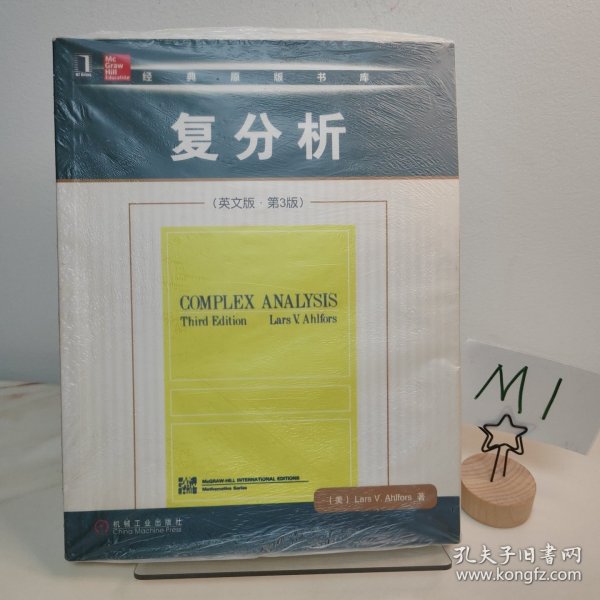 Mc
Graw
Hill
Education
经典原版书库
复分析
（英文版·第3版）
COMPLEX ANALYSIS
Third Edition Lars V. Ahlfors
McGRAW-HILL INTERNATIONAL EDITIONS
Mathematics Series
（美） Lars V. Ahlfors 著
机械工业出版社
China Machine Press
M1
孔夫子旧书网
www.kongfz.com